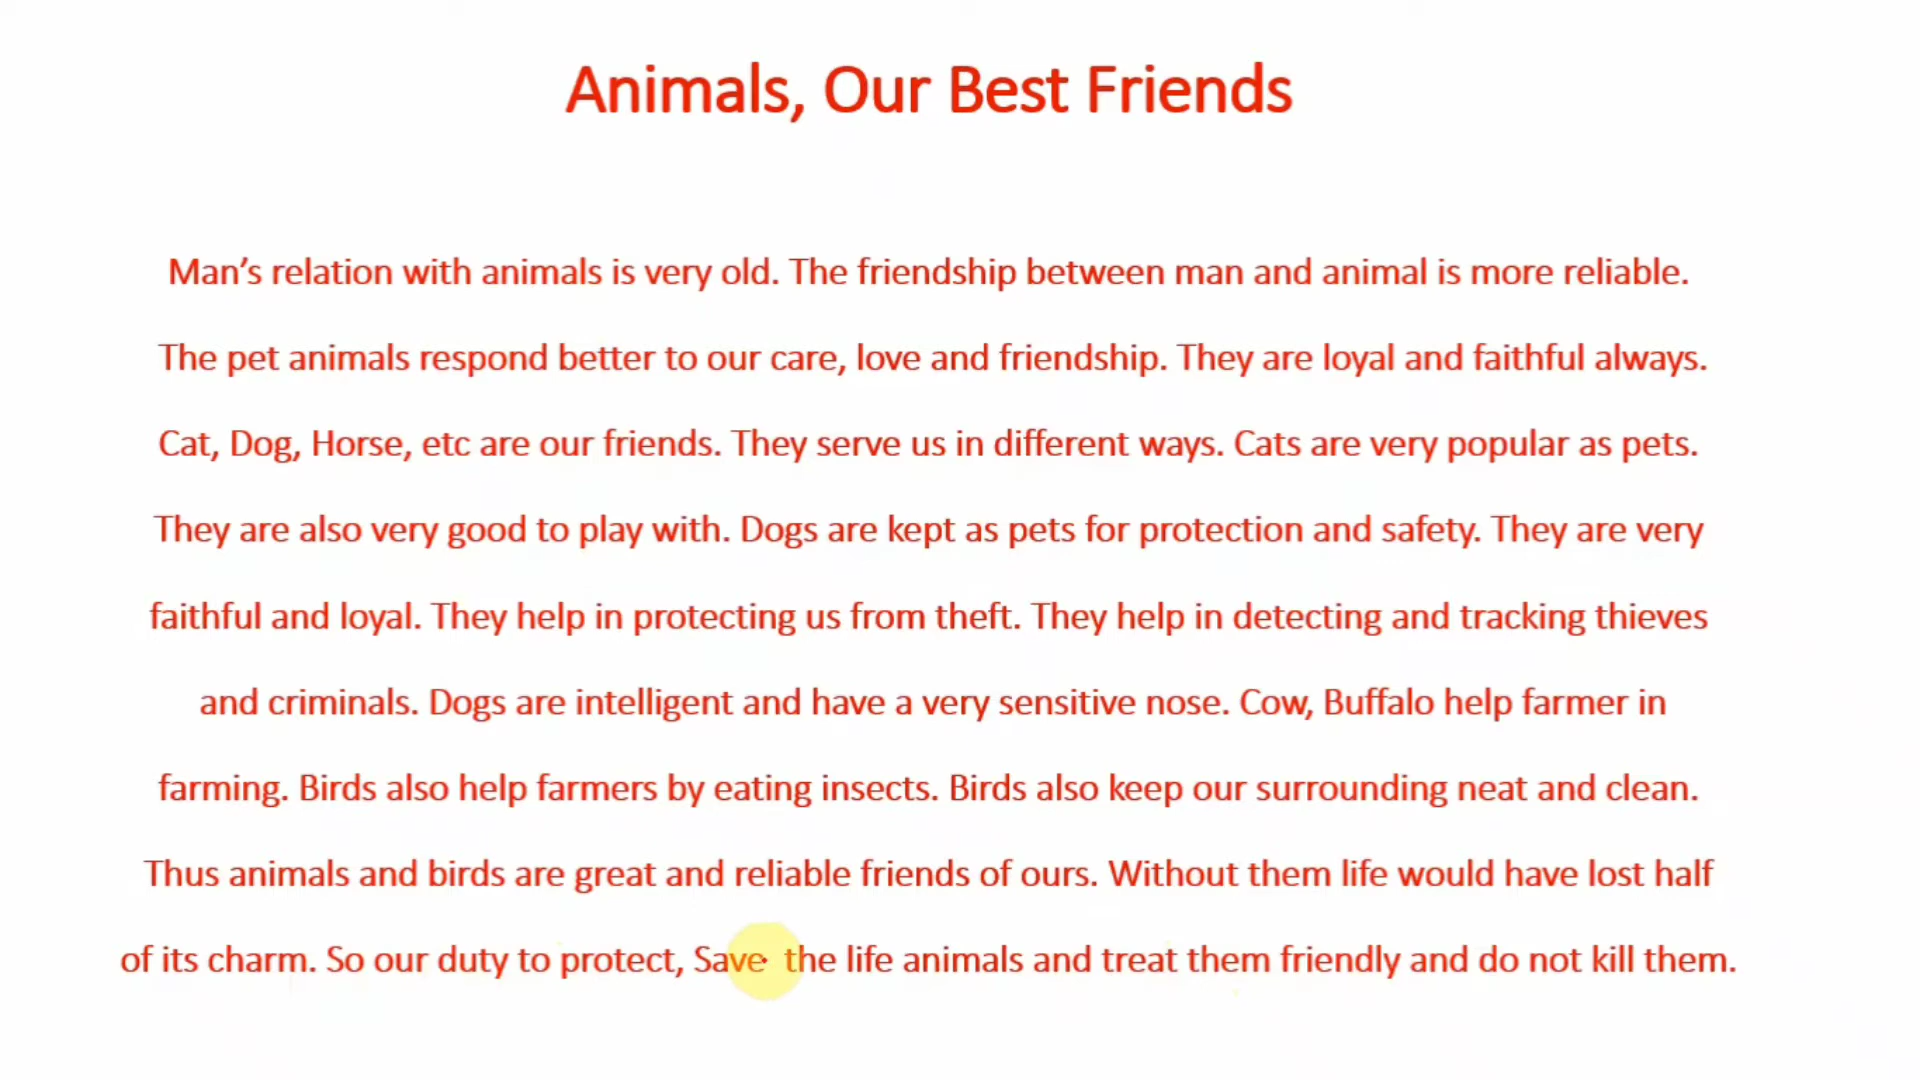 Animals, Our Best Friends
Man’s relation with animals is very old. The friendship between man and animal is more reliable.
The pet animals respond better to our care, love and friendship. They are loyal and faithful always.
Cat, Dog, Horse, etc are our friends. They serve us in different ways. Cats are very popular as pets.
They are also very good to play with. Dogs are kept as pets for protection and safety. They are very
faithful and loyal. They help in protecting us from theft. They help in detecting and tracking thieves
and criminals. Dogs are intelligent and have a very sensitive nose. Cow, Buffalo help farmer in
farming. Birds also help farmers by eating insects. Birds also keep our surrounding neat and clean.
Thus animals and birds are great and reliable friends of ours. Without them life would have lost half
of its charm. So our duty to protect, Save the life animals and treat them friendly and do not kill them.